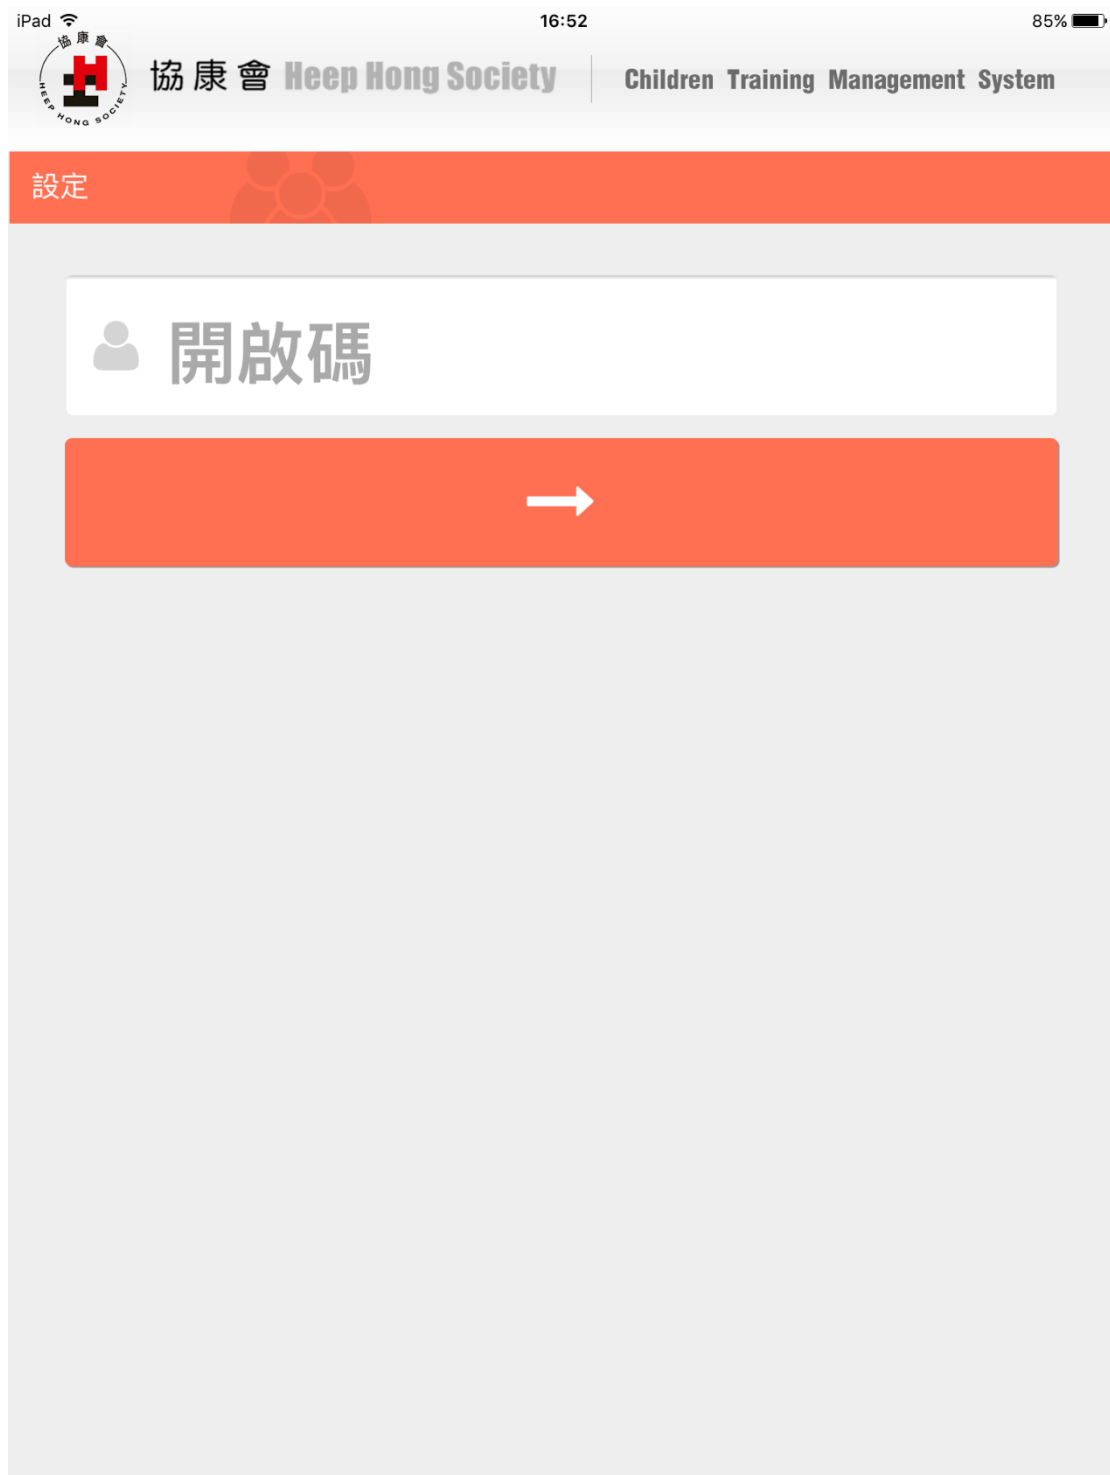 iPad 16:52 85%
協康會
HEEP HONG SOCIETY
協康會 Heep Hong Society Children Training Management System
設定
開啟碼